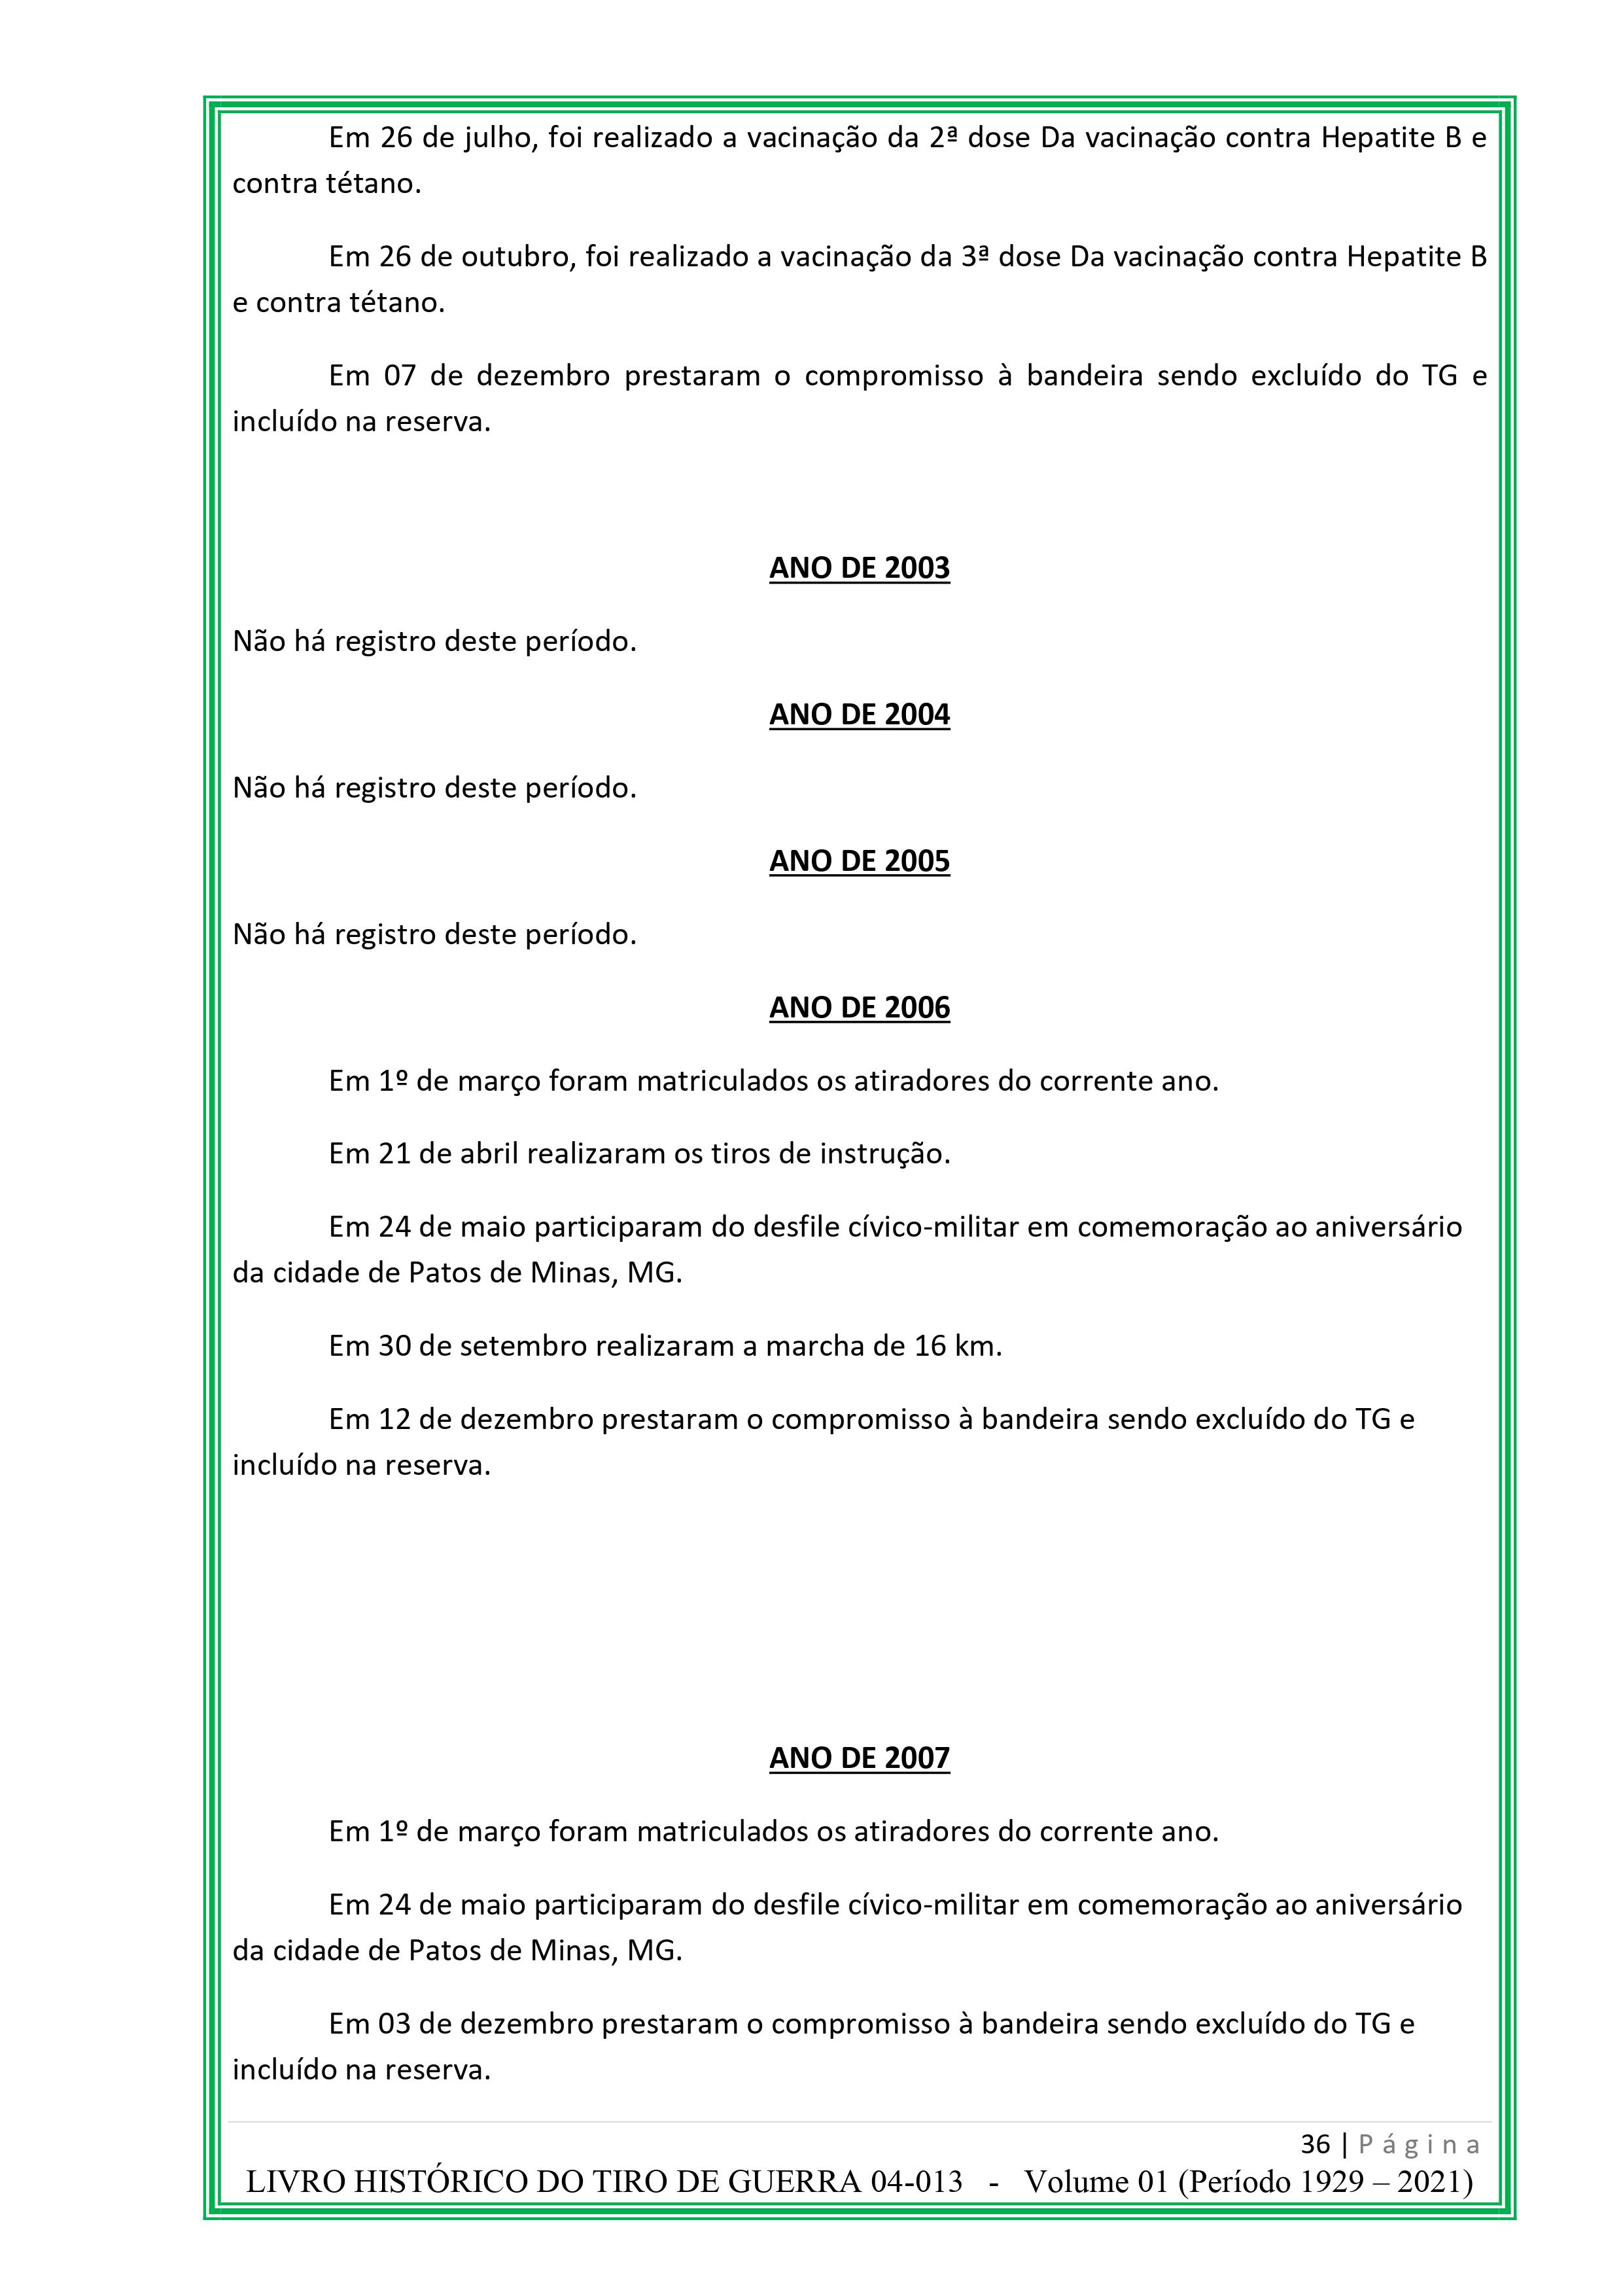 Em 26 de julho, foi realizado a vacinação da 2ª dose Da vacinação contra Hepatite B e
contra tétano.
Em 26 de outubro, foi realizado a vacinação da 3ª dose Da vacinação contra Hepatite B
e contra tétano.
Em 07 de dezembro prestaram o compromisso à bandeira sendo excluído do TG e
incluído na reserva.
ANO DE 2003
Não há registro deste período.
ANO DE 2004
Não há registro deste período.
ANO DE 2005
Não há registro deste período.
ANO DE 2006
Em 1º de março foram matriculados os atiradores do corrente ano.
Em 21 de abril realizaram os tiros de instrução.
Em 24 de maio participaram do desfile cívico-militar em comemoração ao aniversário
da cidade de Patos de Minas, MG.
Em 30 de setembro realizaram a marcha de 16 km.
Em 12 de dezembro prestaram o compromisso à bandeira sendo excluído do TG e
incluído na reserva.
ANO DE 2007
Em 1º de março foram matriculados os atiradores do corrente ano.
Em 24 de maio participaram do desfile cívico-militar em comemoração ao aniversário
da cidade de Patos de Minas, MG.
Em 03 de dezembro prestaram o compromisso à bandeira sendo excluído do TG e
incluído na reserva.
36 | Página
LIVRO HISTÓRICO DO TIRO DE GUERRA 04-013 - Volume 01 (Período 1929 – 2021)